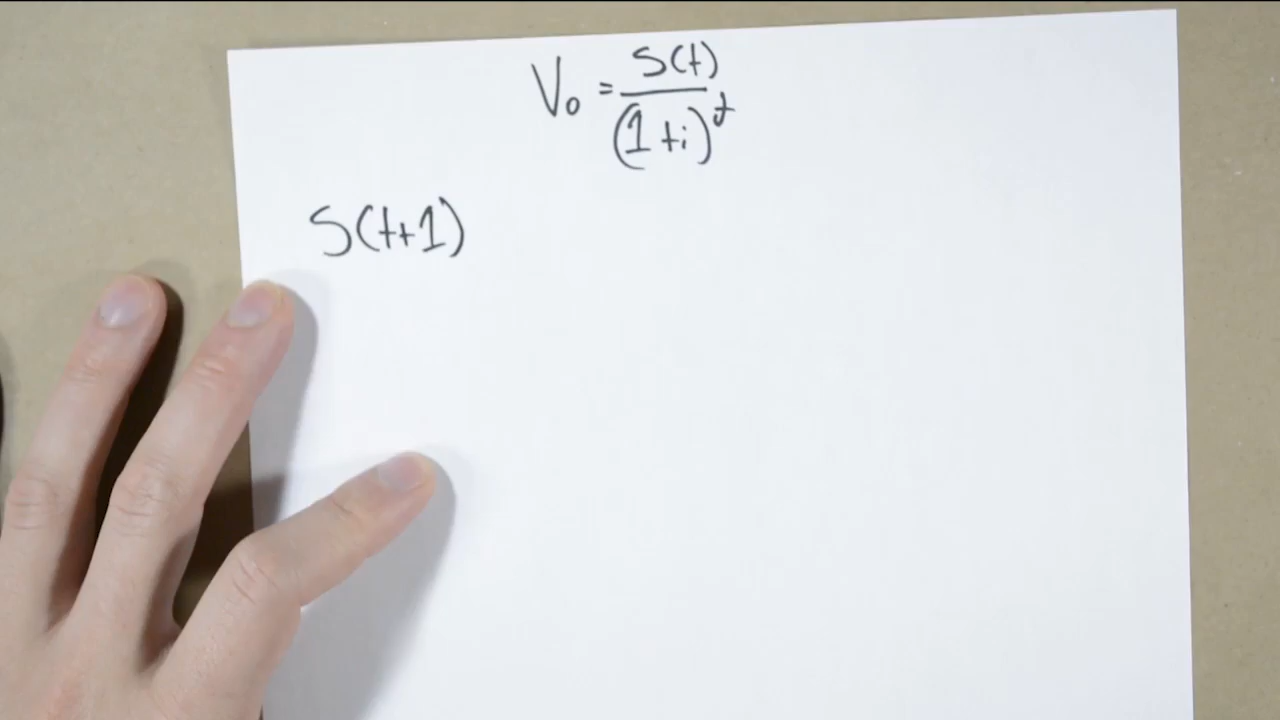 V₀ = S(t)/(1+i)^t
S(t+1)